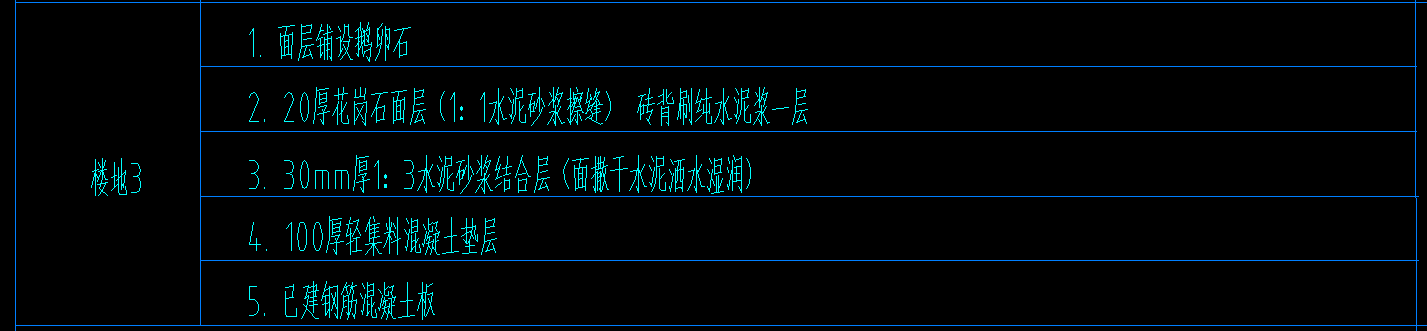 1. 面层铺设鹅卵石
2. 20厚花岗石面层(1：1水泥砂浆擦缝) 砖背刷纯水泥浆一层
楼地3
3. 30mm厚1：3水泥砂浆结合层(面撒干水泥洒水湿润)
4. 100厚轻集料混凝土垫层
5. 已建钢筋混凝土板